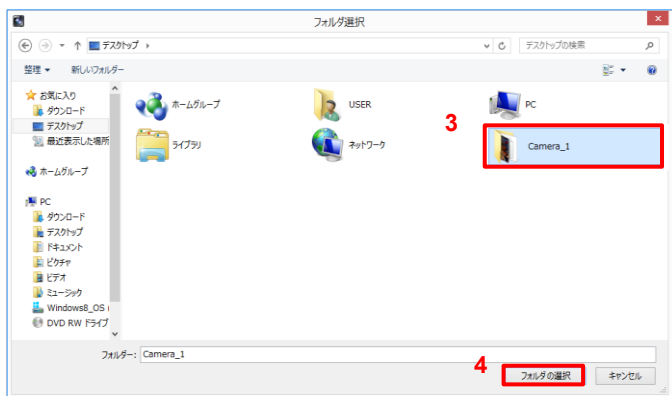 フォルダ選択
デスクトップ
デスクトップの検索
整理 新しいフォルダー
お気に入り
ダウンロード
デスクトップ
最近表示した場所
ホームグループ
PC
ダウンロード
デスクトップ
ドキュメント
ピクチャ
ビデオ
ミュージック
Windows8_OS (
DVD RW ドライブ
ホームグループ
USER
PC
ライブラリ
ネットワーク
3
Camera_1
フォルダー: Camera_1
4
フォルダの選択
キャンセル